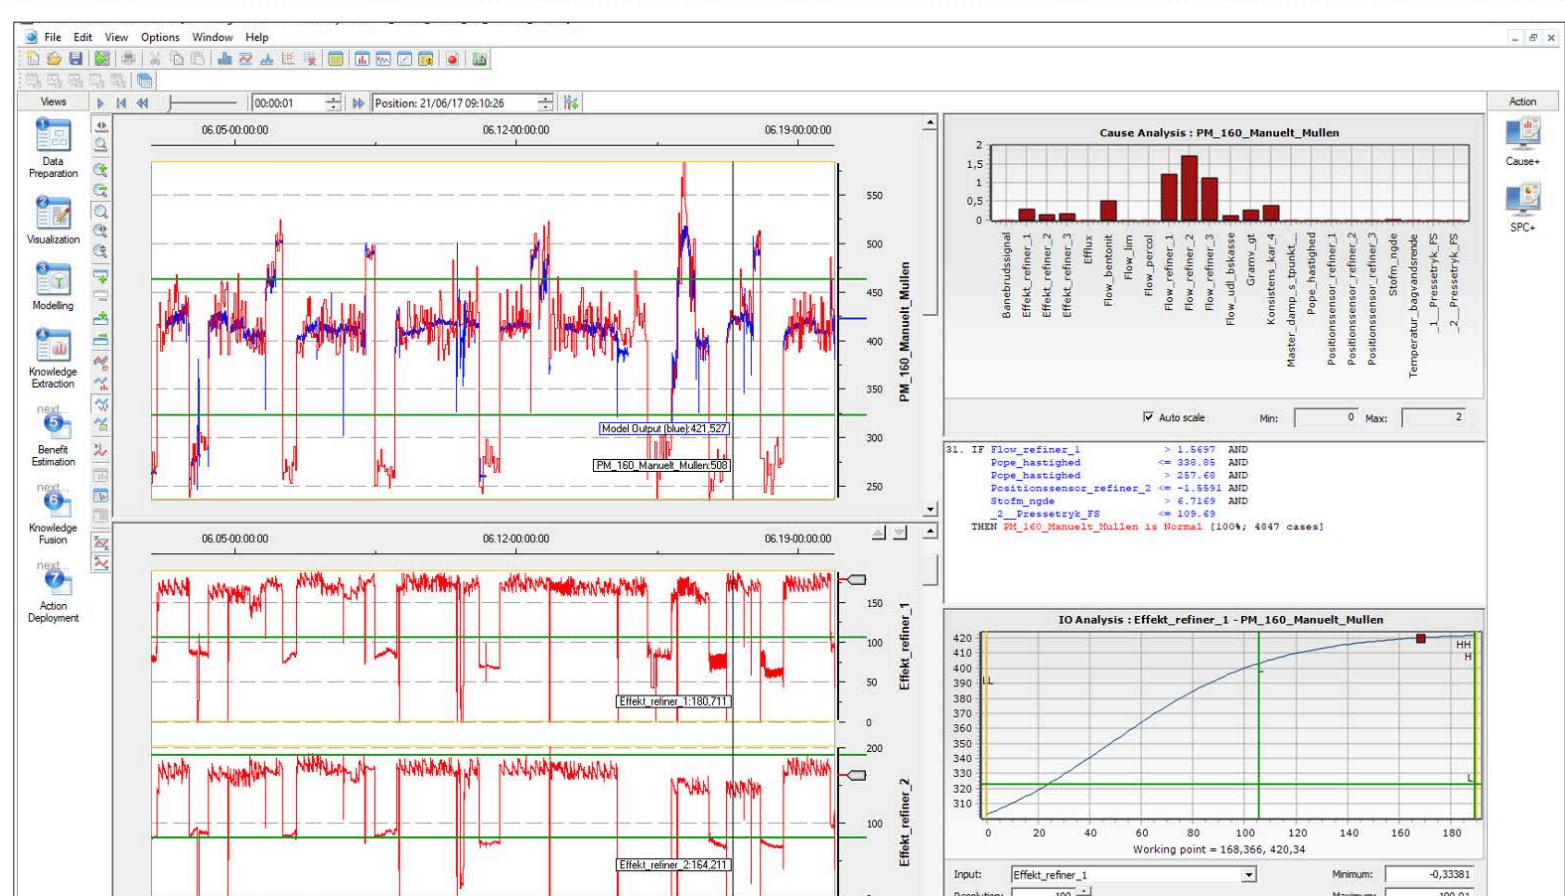 File Edit View Options Window Help
Views
00:00:01
Position: 21/06/17 09:10:26
Action
1
Data
Preparation
2
Visualization
3
Modelling
4
Knowledge
Extraction
next...
5
Benefit
Estimation
next...
6
Knowledge
Fusion
next...
7
Action
Deployment
06.05-00:00:00 06.12-00:00:00 06.19-00:00:00
550
500
450
400
350
300
250
PM_160_Manuelt_Mullen
Model Output (blue):421,527
PM_160_Manuelt_Mullen:508
06.05-00:00:00 06.12-00:00:00 06.19-00:00:00
150
100
50
0
Effekt_refiner_1
Effekt_refiner_1:180,711
200
100
Effekt_refiner_2
Effekt_refiner_2:164,211
Cause Analysis : PM_160_Manuelt_Mullen
2
1,5
1
0,5
0
Banebrudssignal
Effekt_refiner_1
Effekt_refiner_2
Effekt_refiner_3
Efflux
Flow_bentonit
Flow_lim
Flow_percol
Flow_refiner_1
Flow_refiner_2
Flow_refiner_3
Flow_udl_bskasse
Gramv_gt
Konsistens_kar_4
Master_damp_s_tpunkt_...
Pope_hastighed
Positionssensor_refiner_1
Positionssensor_refiner_2
Positionssensor_refiner_3
Stofm_ngde
Temperatur_bagvandsrende
_1__Pressetryk_FS
_2__Pressetryk_FS
Auto scale Min: 0 Max: 2
31. IF Flow_refiner_1 > 1.5697 AND
Pope_hastighed <= 338.85 AND
Pope_hastighed > 257.68 AND
Positionssensor_refiner_2 <= -1.5591 AND
Stofm_ngde > 6.7169 AND
_2__Pressetryk_FS <= 109.69
THEN PM_160_Manuelt_Mullen is Normal [100%; 4847 cases]
IO Analysis : Effekt_refiner_1 - PM_160_Manuelt_Mullen
420
410
400
390
380
370
360
350
340
330
320
310
LL
HH
H
L
0 20 40 60 80 100 120 140 160 180
Working point = 168,366, 420,34
Input: Effekt_refiner_1 Minimum: -0,33381
Cause+
SPC+